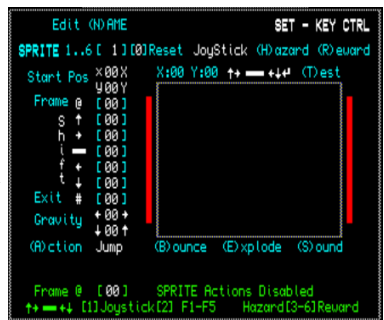 Edit (N)AME SET - KEY CTRL
SPRITE 1..6[ 1][0]Reset JoyStick (H)azard (R)eward
Start Pos X00X X:00 Y:00 ↑→▬←↓↵ (T)est
Y00Y
Frame @ [00]
S ↑ [00]
h → [00]
i ▬ [00]
f ← [00]
t ↓ [00]
Exit # [00]
Gravity ←00→
↓00↑
(A)ction Jump (B)ounce (E)xplode (S)ound
Frame @ [00] SPRITE Actions Disabled
↑→▬←↓ [1]Joystick[2] F1-F5 Hazard[3-6]Reward